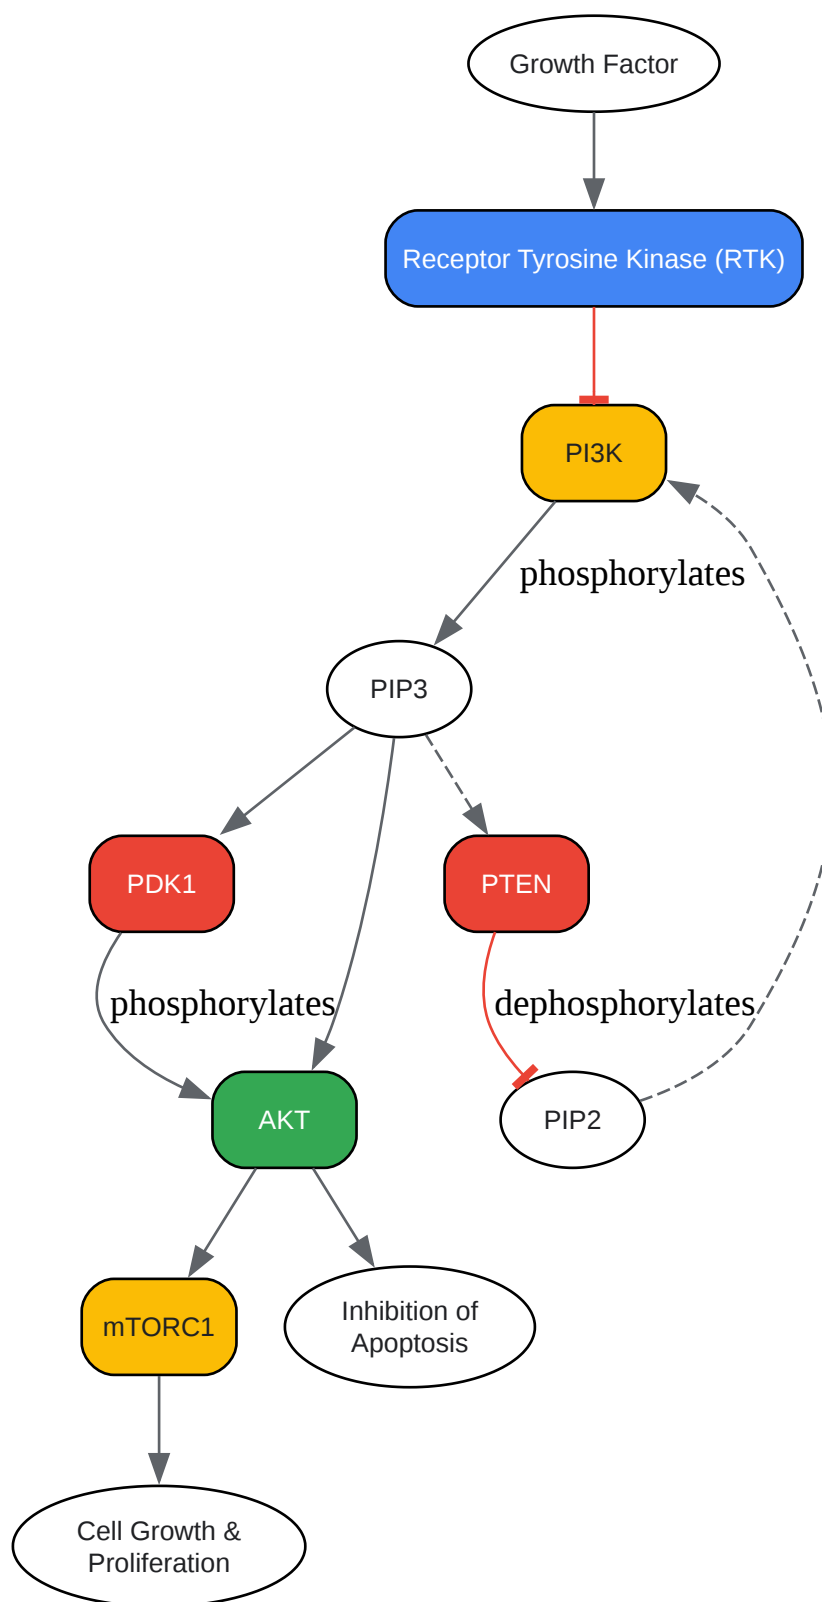 Growth Factor
Receptor Tyrosine Kinase (RTK)
PI3K
phosphorylates
PIP3
PDK1
PTEN
phosphorylates
dephosphorylates
AKT
PIP2
mTORC1
Inhibition of
Apoptosis
Cell Growth &
Proliferation